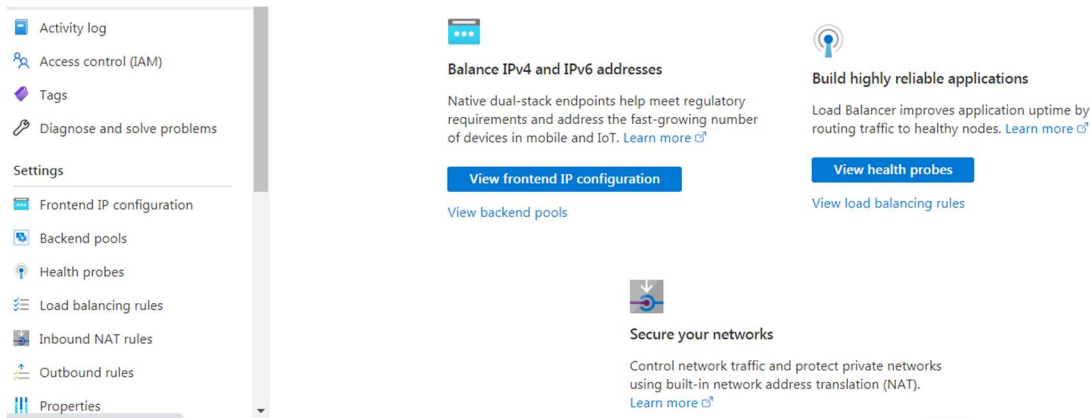 Activity log
Access control (IAM)
Tags
Diagnose and solve problems
Settings
Frontend IP configuration
Backend pools
Health probes
Load balancing rules
Inbound NAT rules
Outbound rules
Properties
Balance IPv4 and IPv6 addresses
Native dual-stack endpoints help meet regulatory
requirements and address the fast-growing number
of devices in mobile and IoT. Learn more
View frontend IP configuration
View backend pools
Build highly reliable applications
Load Balancer improves application uptime by
routing traffic to healthy nodes. Learn more
View health probes
View load balancing rules
Secure your networks
Control network traffic and protect private networks
using built-in network address translation (NAT).
Learn more